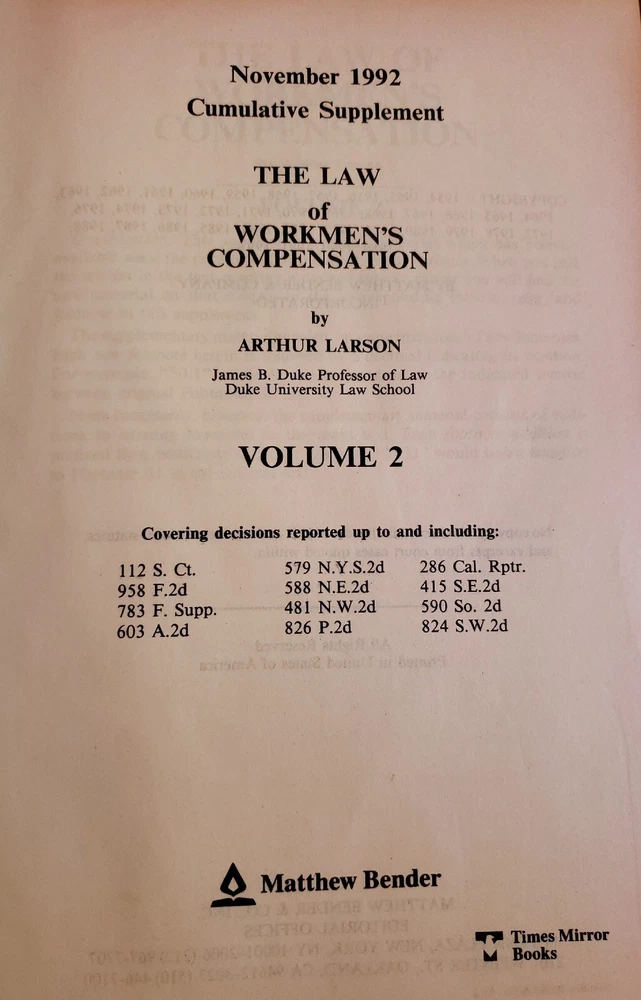 November 1992
Cumulative Supplement
THE LAW
of
WORKMEN'S
COMPENSATION
by
ARTHUR LARSON
James B. Duke Professor of Law
Duke University Law School
VOLUME 2
Covering decisions reported up to and including:
112 S. Ct. 579 N.Y.S.2d 286 Cal. Rptr.
958 F.2d 588 N.E.2d 415 S.E.2d
783 F. Supp. 481 N.W.2d 590 So. 2d
603 A.2d 826 P.2d 824 S.W.2d
Matthew Bender
Times Mirror
Books